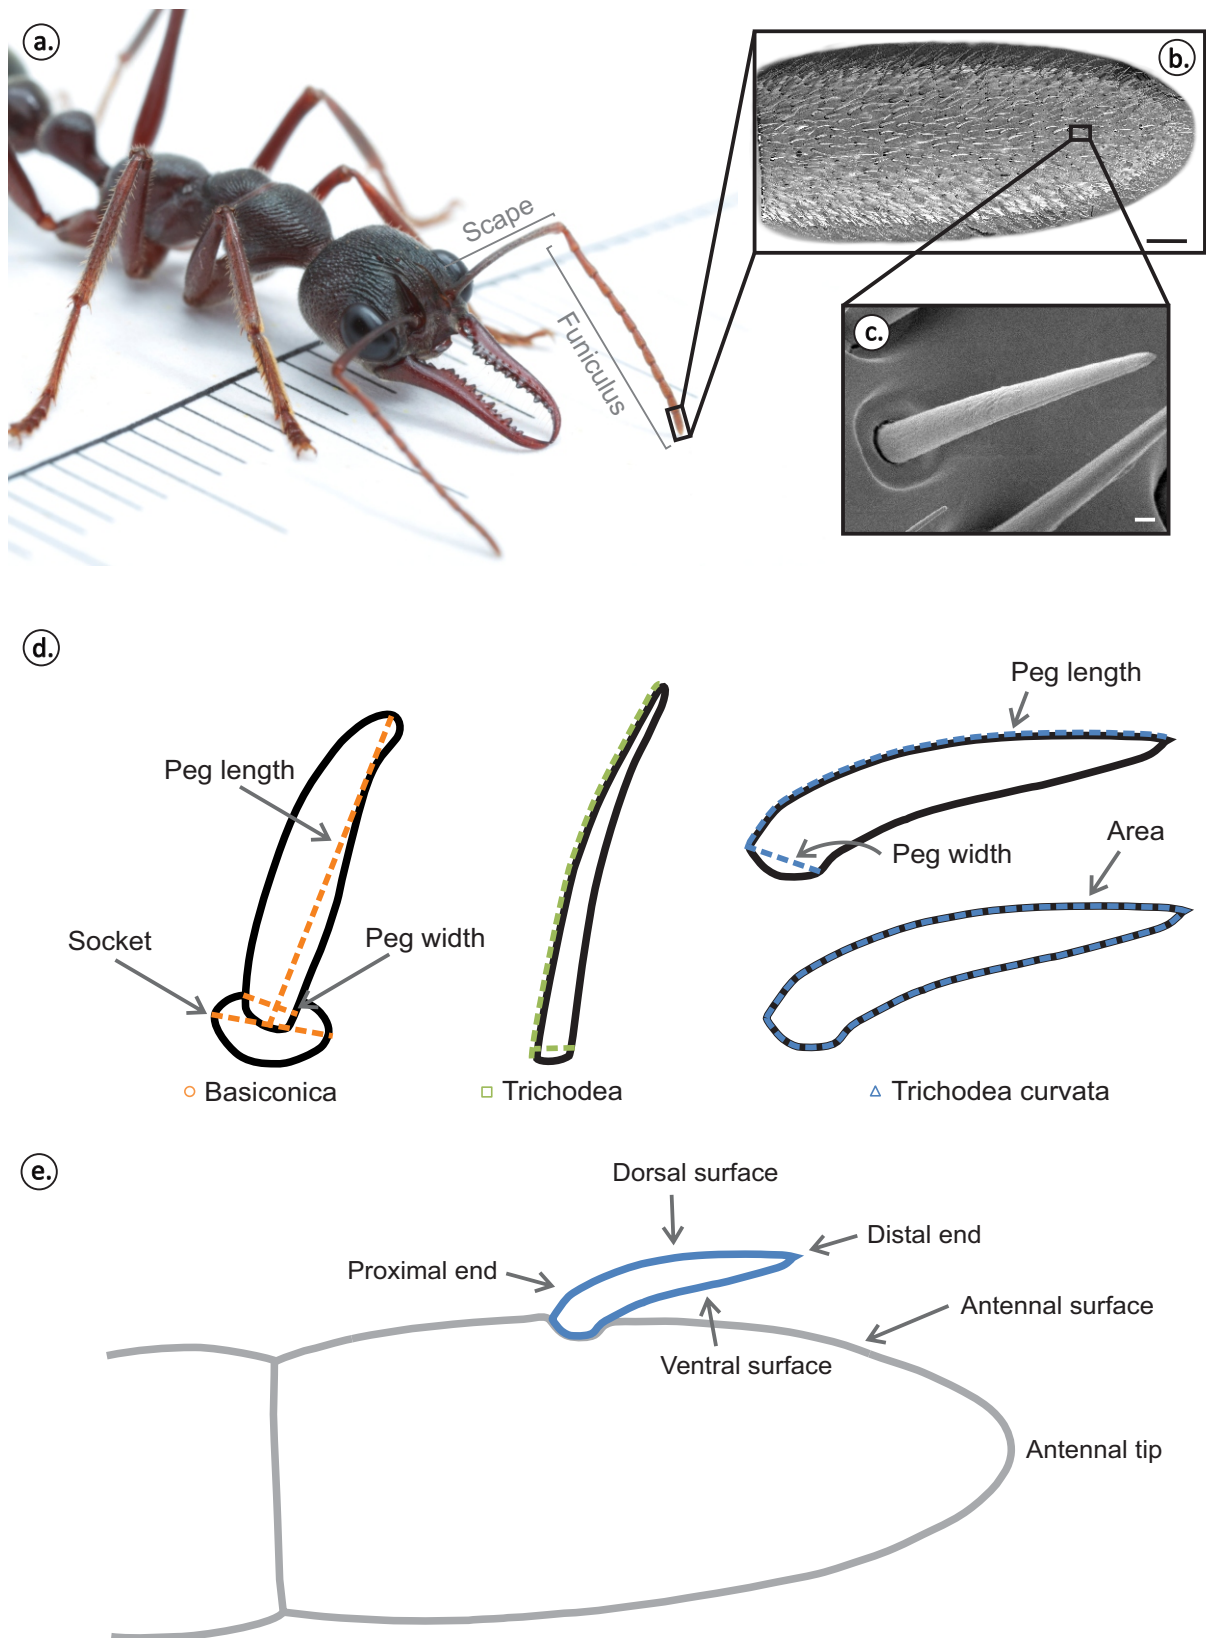 a.
Scape
Funiculus
b.
c.
d.
Peg length
Socket
Peg width
Basiconica
Trichodea
Peg length
Peg width
Area
Trichodea curvata
e.
Dorsal surface
Distal end
Proximal end
Antennal surface
Ventral surface
Antennal tip